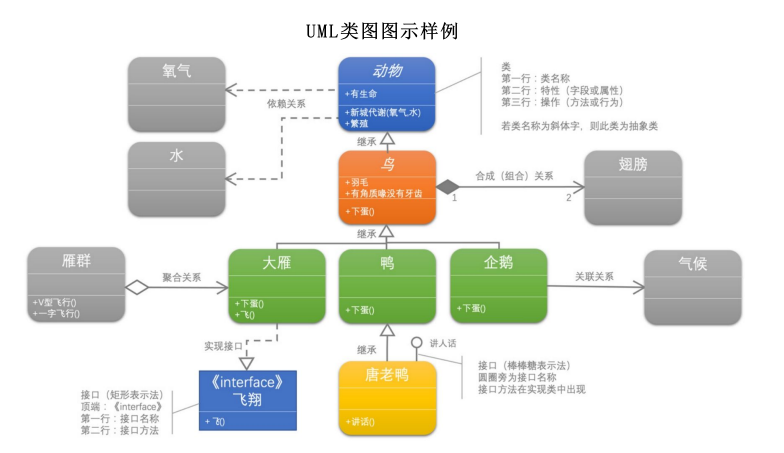 UML类图图示样例
氧气
动物
+有生命
+新城代谢(氧气,水)
+繁殖
类
第一行：类名称
第二行：特性（字段或属性）
第三行：操作（方法或行为）
若类名称为斜体字，则此类为抽象类
依赖关系
水
继承
鸟
+羽毛
+有角质喙没有牙齿
+下蛋()
1
合成（组合）关系
2
翅膀
继承
雁群
+V型飞行()
+一字飞行()
聚合关系
大雁
+下蛋()
+飞()
鸭
+下蛋()
企鹅
+下蛋()
关联关系
气候
实现接口
继承
讲人话
《interface》
飞翔
+ 飞()
唐老鸭
+讲话()
接口（矩形表示法）
顶端：《interface》
第一行：接口名称
第二行：接口方法
接口（棒棒糖表示法）
圆圈旁为接口名称
接口方法在实现类中出现